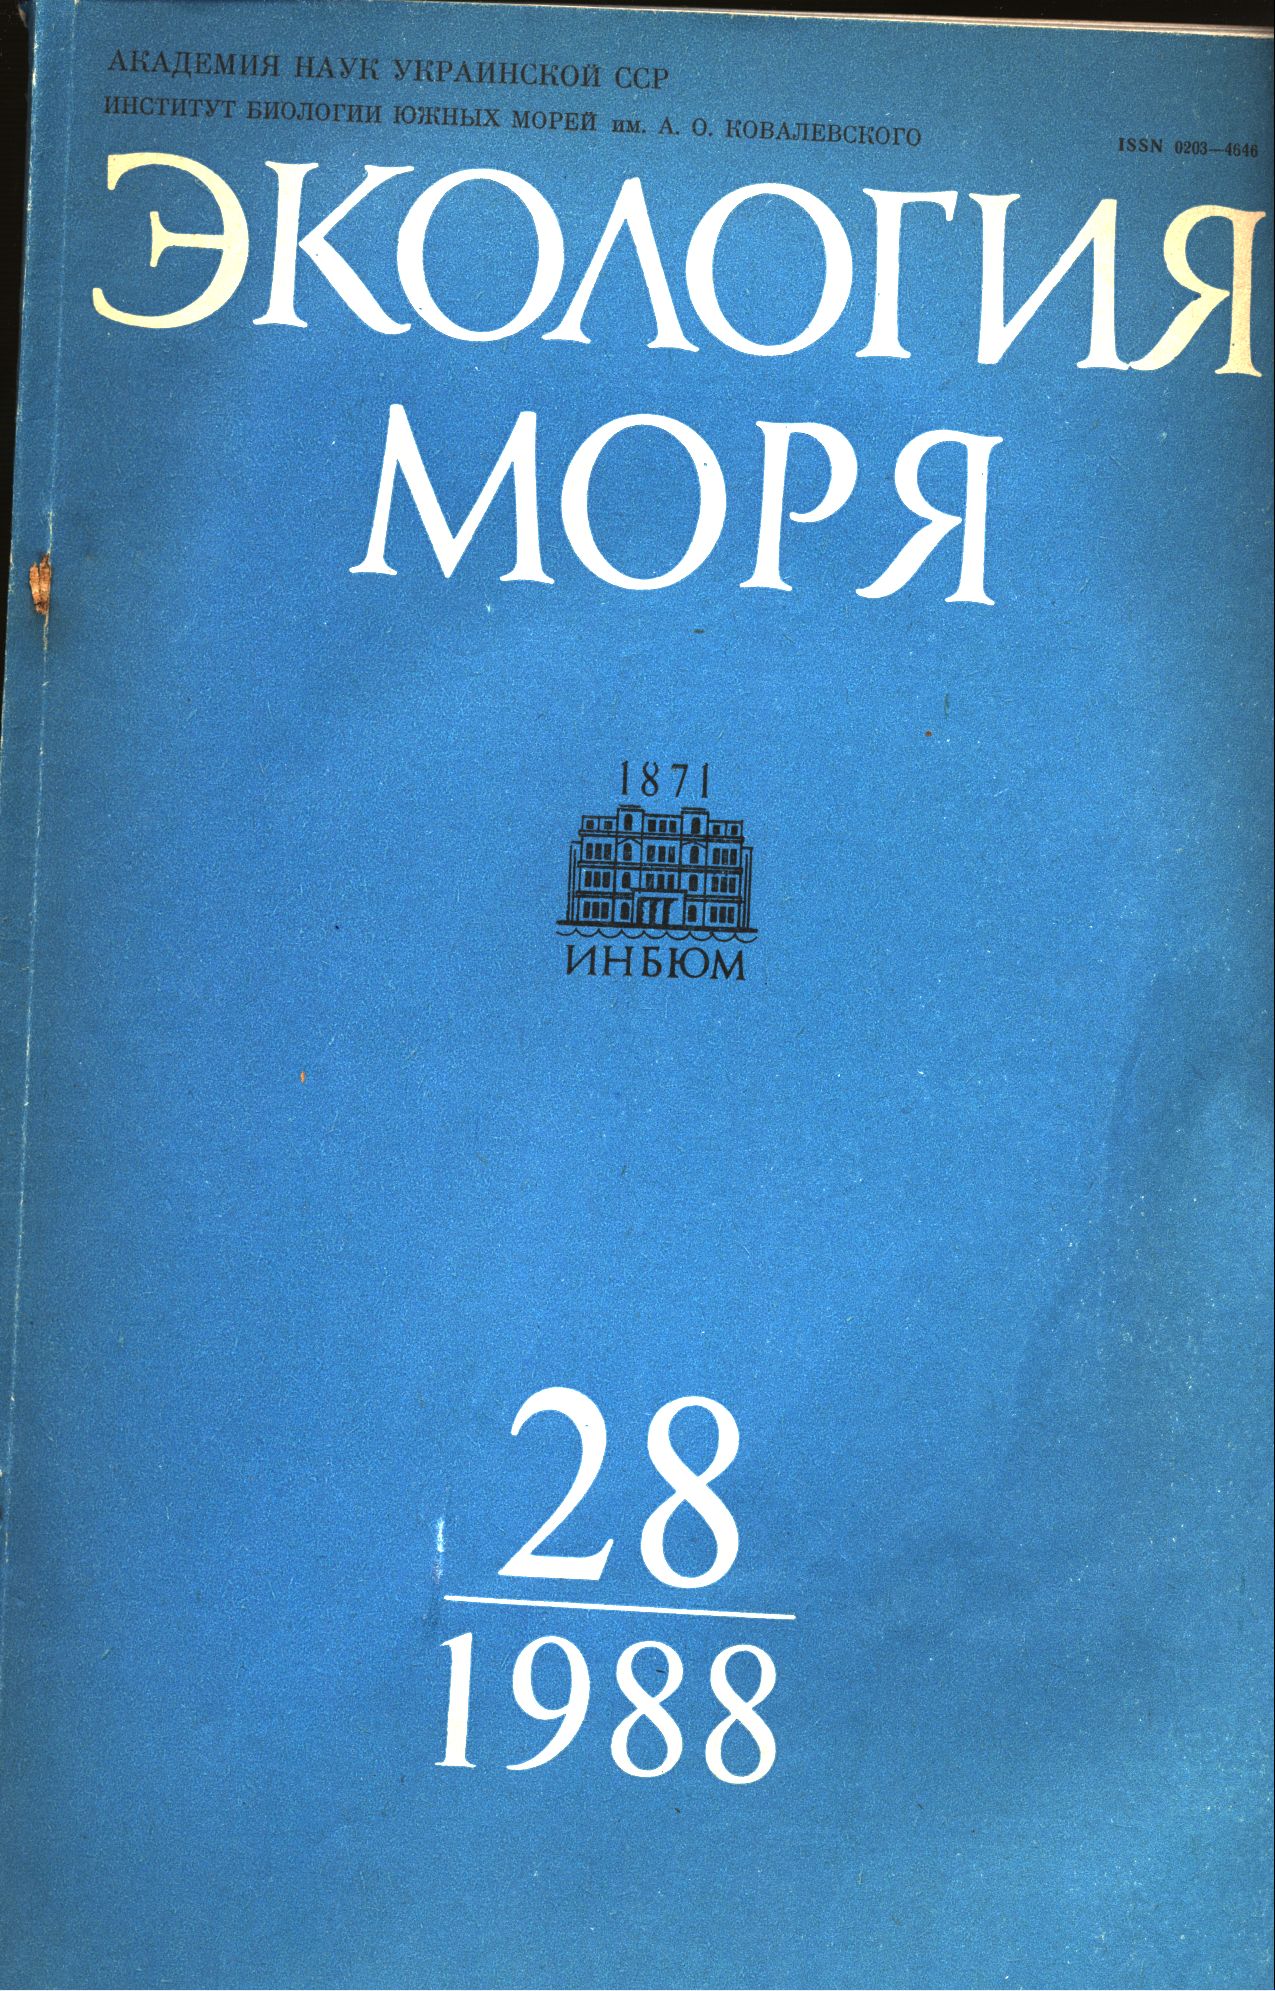 АКАДЕМИЯ НАУК УКРАИНСКОЙ ССР
ИНСТИТУТ БИОЛОГИИ ЮЖНЫХ МОРЕЙ им. А. О. КОВАЛЕВСКОГО
ISSN 0203—4646
ЭКОЛОГИЯ
МОРЯ
1871
ИНБЮМ
28
1988